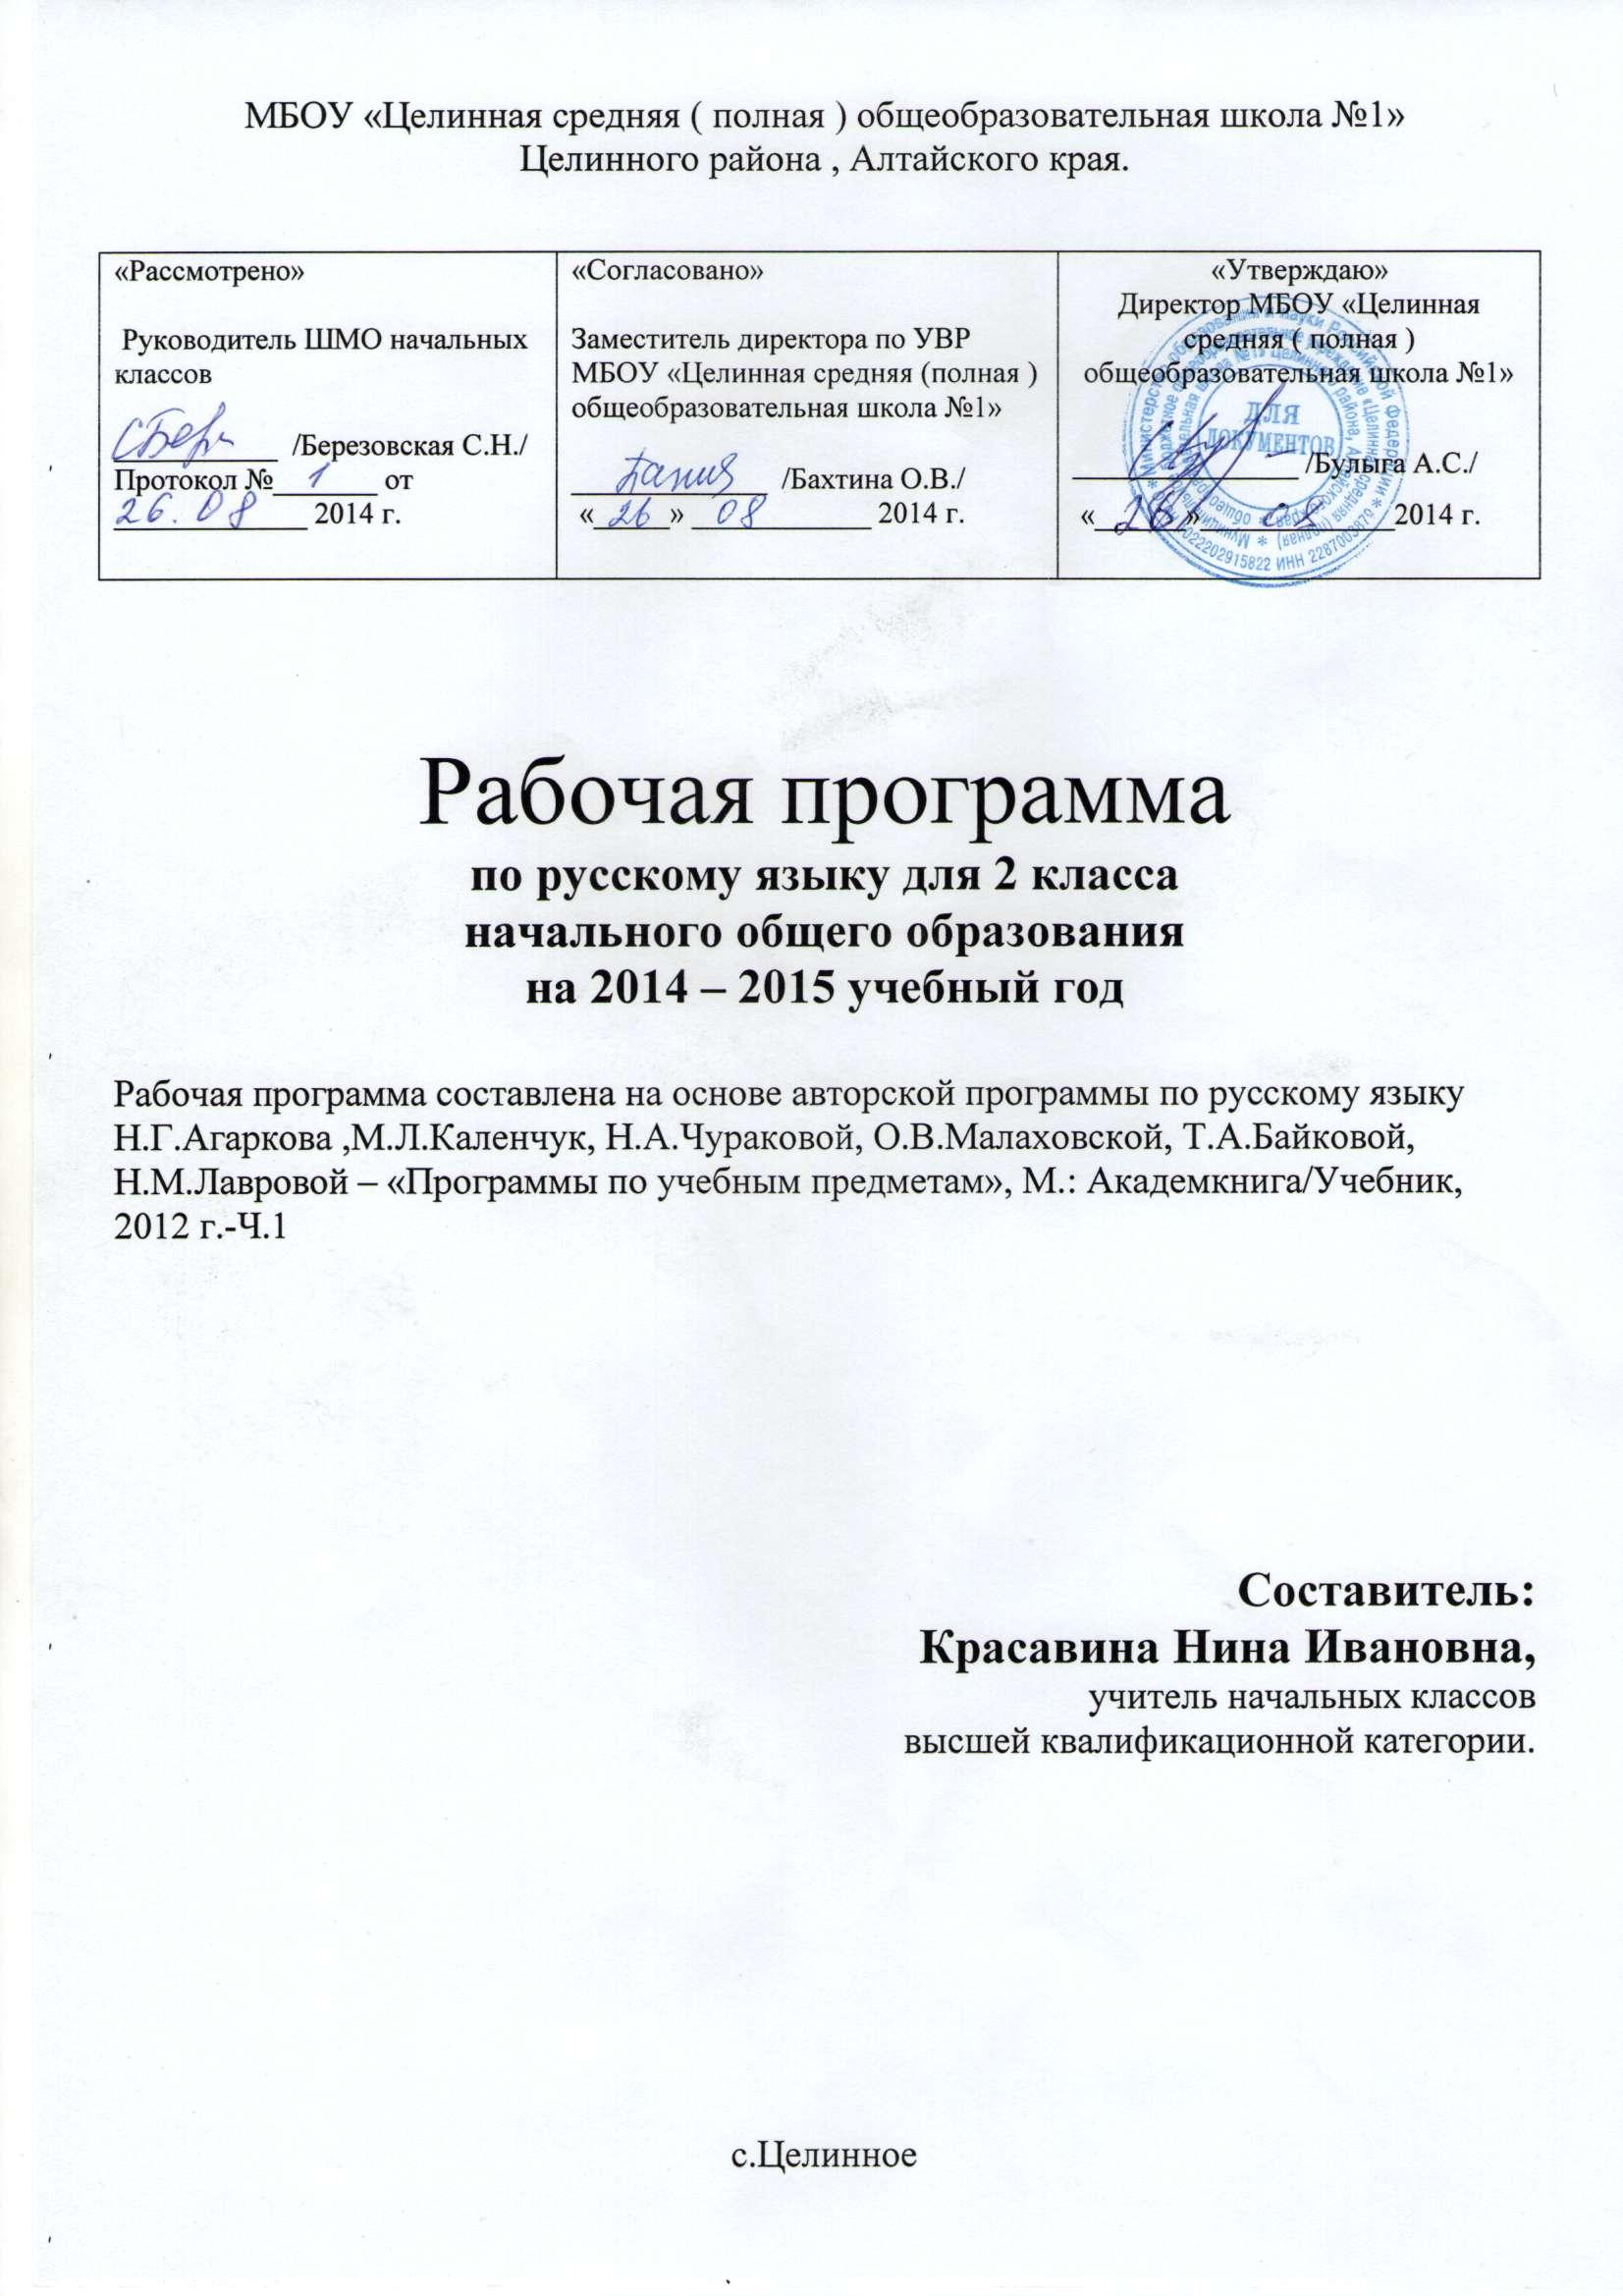 МБОУ «Целинная средняя ( полная ) общеобразовательная школа №1»
Целинного района , Алтайского края.
«Рассмотрено»
Руководитель ШМО начальных
классов
/Березовская С.Н./
Протокол № 1 от
26.08 2014 г.
«Согласовано»
Заместитель директора по УВР
МБОУ «Целинная средняя (полная )
общеобразовательная школа №1»
/Бахтина О.В./
«26» 08 2014 г.
«Утверждаю»
Директор МБОУ «Целинная
средняя ( полная )
общеобразовательная школа №1»
ДЛЯ
ДОКУМЕНТОВ
/Булыга А.С./
«26» 08 2014 г.
Рабочая программа
по русскому языку для 2 класса
начального общего образования
на 2014 – 2015 учебный год
Рабочая программа составлена на основе авторской программы по русскому языку
Н.Г.Агаркова ,М.Л.Каленчук, Н.А.Чураковой, О.В.Малаховской, Т.А.Байковой,
Н.М.Лавровой – «Программы по учебным предметам», М.: Академкнига/Учебник,
2012 г.-Ч.1
Составитель:
Красавина Нина Ивановна,
учитель начальных классов
высшей квалификационной категории.
с.Целинное